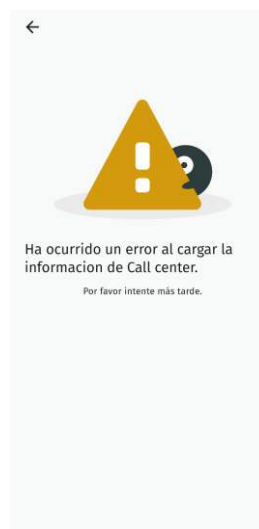 Ha ocurrido un error al cargar la
informacion de Call center.
Por favor intente más tarde.